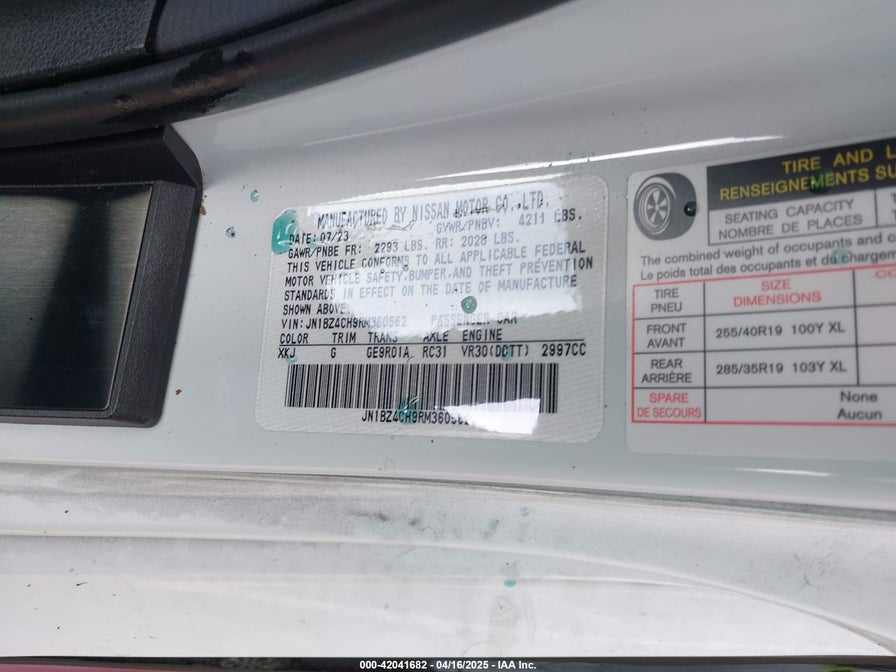 MANUFACTURED BY NISSAN MOTOR CO.,LTD.
DATE: 07/23 GVWR/PNBV: 4211 LBS.
GAWR/PNBE FR: 2293 LBS. RR: 2028 LBS.
THIS VEHICLE CONFORMS TO ALL APPLICABLE FEDERAL
MOTOR VEHICLE SAFETY,BUMPER,AND THEFT PREVENTION
STANDARDS IN EFFECT ON THE DATE OF MANUFACTURE
SHOWN ABOVE.
VIN: JN1BZ4CH9RM360562 PASSENGER CAR
COLOR TRIM TRANS AXLE ENGINE
XKJ G GE9R01A RC31 VR30(DCTT) 2997CC
JN1BZ4CH9RM360562
TIRE AND
RENSEIGNEMENTS
SEATING CAPACITY
NOMBRE DE PLACES
The combined weight of occupants and
Le poids total des occupants et du chargement
TIRE
PNEU
SIZE
DIMENSIONS
FRONT
AVANT
255/40R19 100Y XL
REAR
ARRIÈRE
285/35R19 103Y XL
SPARE
DE SECOURS
None
Aucun
000-42041682 - 04/16/2025 - IAA Inc.